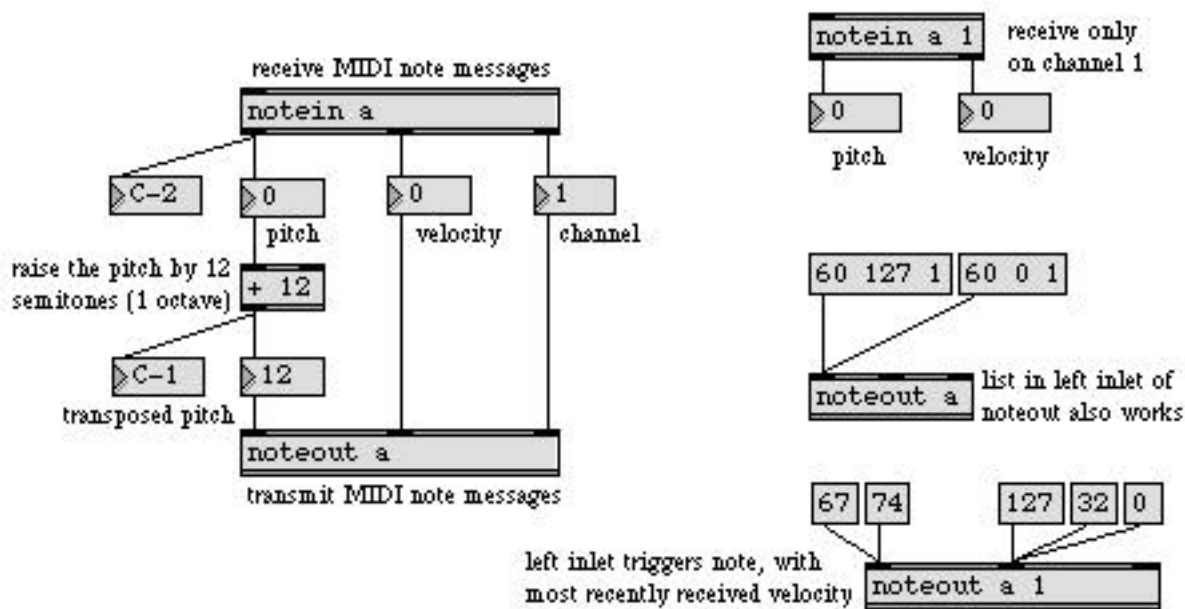 receive MIDI note messages
notein a
C-2
0
0
1
pitch
velocity
channel
raise the pitch by 12
semitones (1 octave)
+ 12
C-1
12
transposed pitch
noteout a
transmit MIDI note messages
notein a 1
receive only
on channel 1
0
0
pitch
velocity
60 127 1
60 0 1
noteout a
list in left inlet of
noteout also works
67
74
127
32
0
left inlet triggers note, with
most recently received velocity
noteout a 1